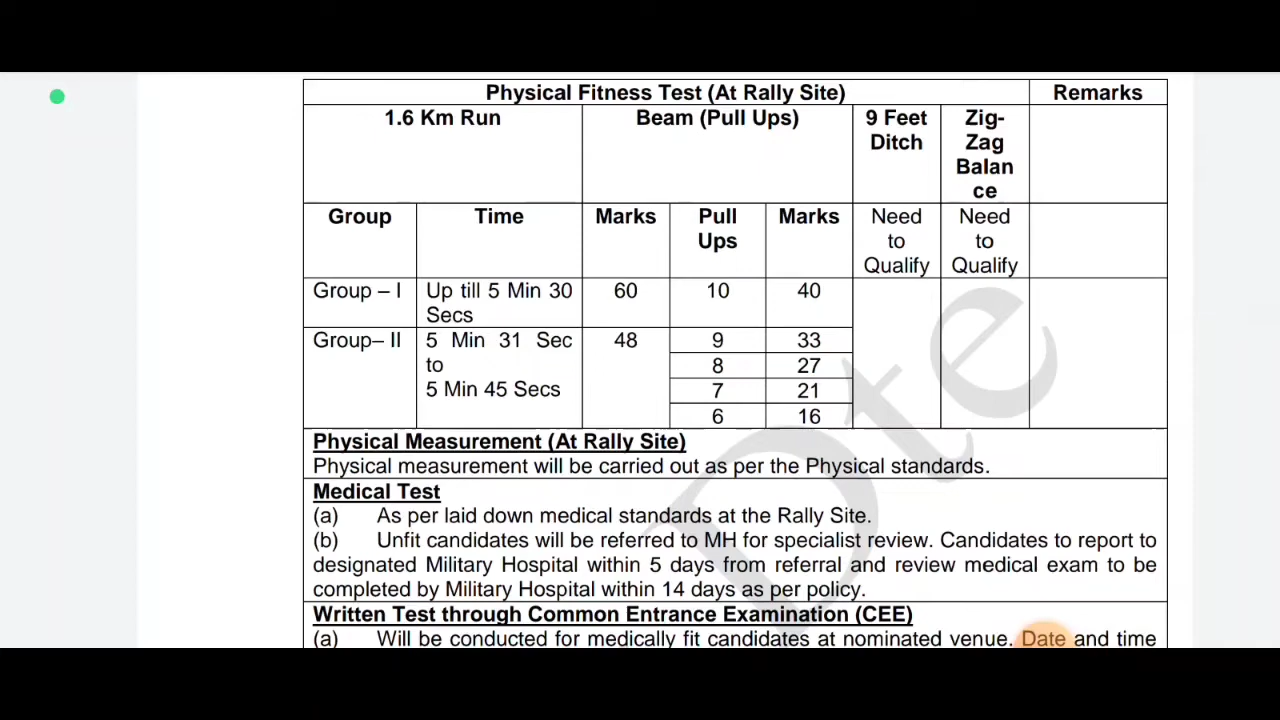 Physical Fitness Test (At Rally Site) Remarks
1.6 Km Run Beam (Pull Ups) 9 Feet Ditch Zig-Zag Balan ce
Group Time Marks Pull Ups Marks Need to Qualify Need to Qualify
Group – I Up till 5 Min 30 Secs 60 10 40
Group– II 5 Min 31 Sec to 5 Min 45 Secs 48 9 33
8 27
7 21
6 16
Physical Measurement (At Rally Site)
Physical measurement will be carried out as per the Physical standards.
Medical Test
(a) As per laid down medical standards at the Rally Site.
(b) Unfit candidates will be referred to MH for specialist review. Candidates to report to
designated Military Hospital within 5 days from referral and review medical exam to be
completed by Military Hospital within 14 days as per policy.
Written Test through Common Entrance Examination (CEE)
(a) Will be conducted for medically fit candidates at nominated venue. Date and time
Dte